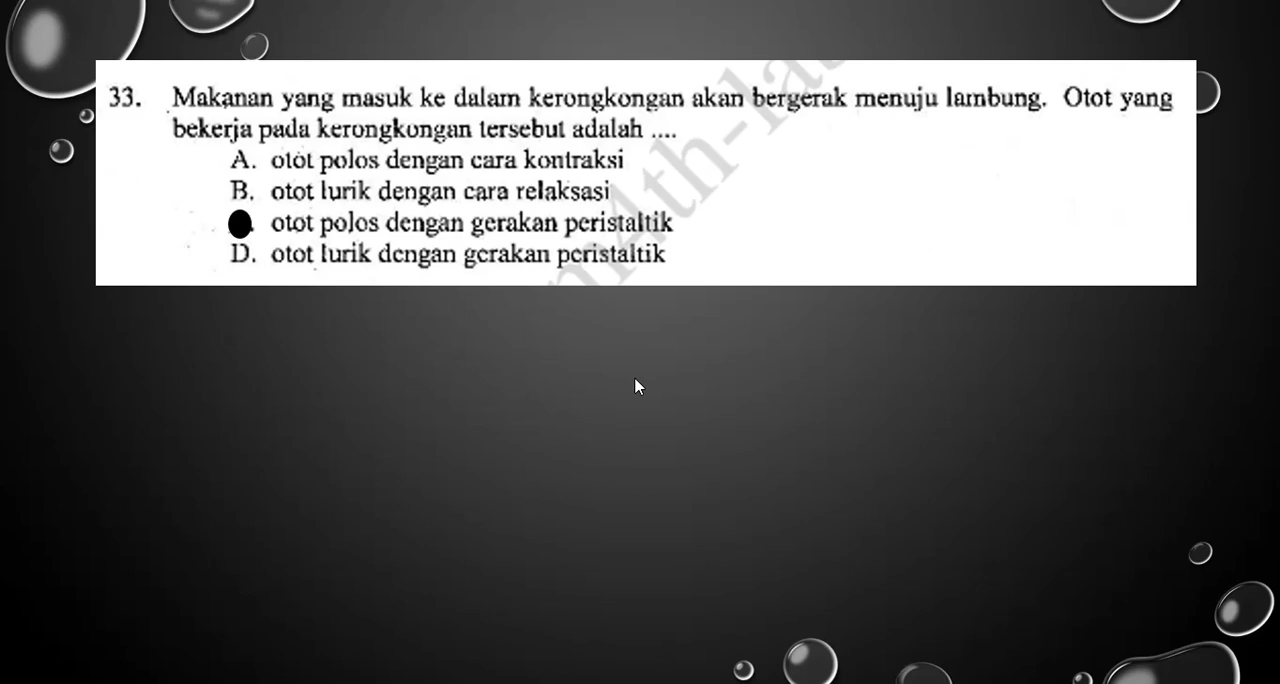 33. Makanan yang masuk ke dalam kerongkongan akan bergerak menuju lambung. Otot yang
bekerja pada kerongkongan tersebut adalah ....
A. otot polos dengan cara kontraksi
B. otot lurik dengan cara relaksasi
otot polos dengan gerakan peristaltik
D. otot lurik dengan gerakan peristaltik